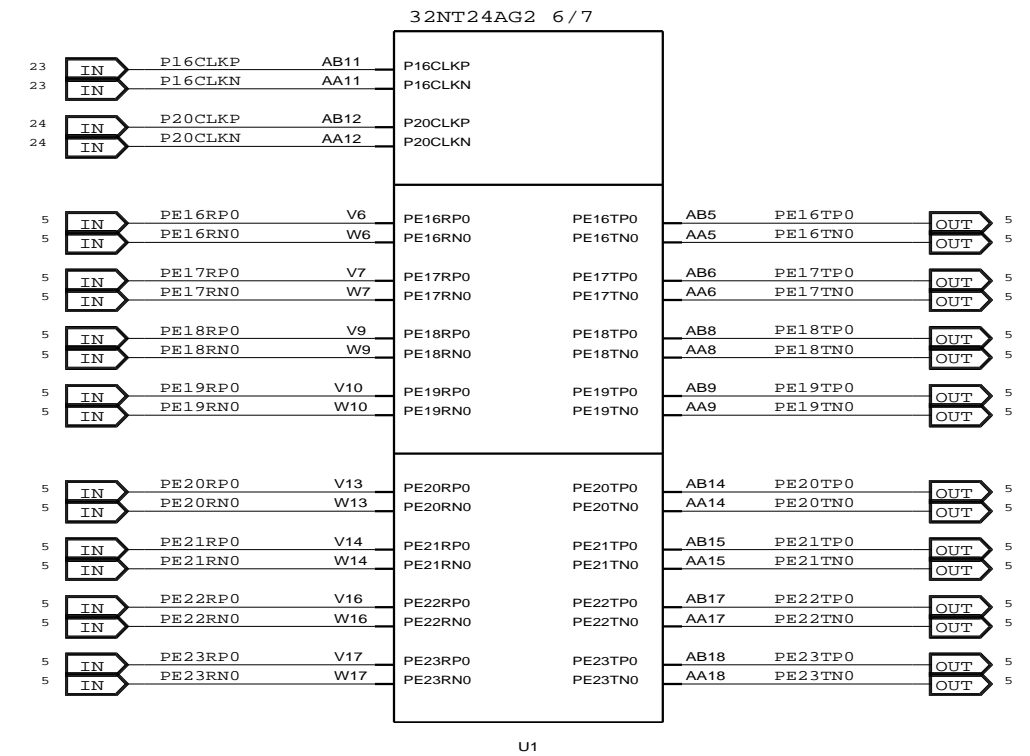 32NT24AG2 6/7
23 IN P16CLKP AB11 P16CLKP
23 IN P16CLKN AA11 P16CLKN
24 IN P20CLKP AB12 P20CLKP
24 IN P20CLKN AA12 P20CLKN
5 IN PE16RP0 V6 PE16RP0 PE16TP0 AB5 PE16TP0 OUT 5
5 IN PE16RN0 W6 PE16RN0 PE16TN0 AA5 PE16TN0 OUT 5
5 IN PE17RP0 V7 PE17RP0 PE17TP0 AB6 PE17TP0 OUT 5
5 IN PE17RN0 W7 PE17RN0 PE17TN0 AA6 PE17TN0 OUT 5
5 IN PE18RP0 V9 PE18RP0 PE18TP0 AB8 PE18TP0 OUT 5
5 IN PE18RN0 W9 PE18RN0 PE18TN0 AA8 PE18TN0 OUT 5
5 IN PE19RP0 V10 PE19RP0 PE19TP0 AB9 PE19TP0 OUT 5
5 IN PE19RN0 W10 PE19RN0 PE19TN0 AA9 PE19TN0 OUT 5
5 IN PE20RP0 V13 PE20RP0 PE20TP0 AB14 PE20TP0 OUT 5
5 IN PE20RN0 W13 PE20RN0 PE20TN0 AA14 PE20TN0 OUT 5
5 IN PE21RP0 V14 PE21RP0 PE21TP0 AB15 PE21TP0 OUT 5
5 IN PE21RN0 W14 PE21RN0 PE21TN0 AA15 PE21TN0 OUT 5
5 IN PE22RP0 V16 PE22RP0 PE22TP0 AB17 PE22TP0 OUT 5
5 IN PE22RN0 W16 PE22RN0 PE22TN0 AA17 PE22TN0 OUT 5
5 IN PE23RP0 V17 PE23RP0 PE23TP0 AB18 PE23TP0 OUT 5
5 IN PE23RN0 W17 PE23RN0 PE23TN0 AA18 PE23TN0 OUT 5
U1